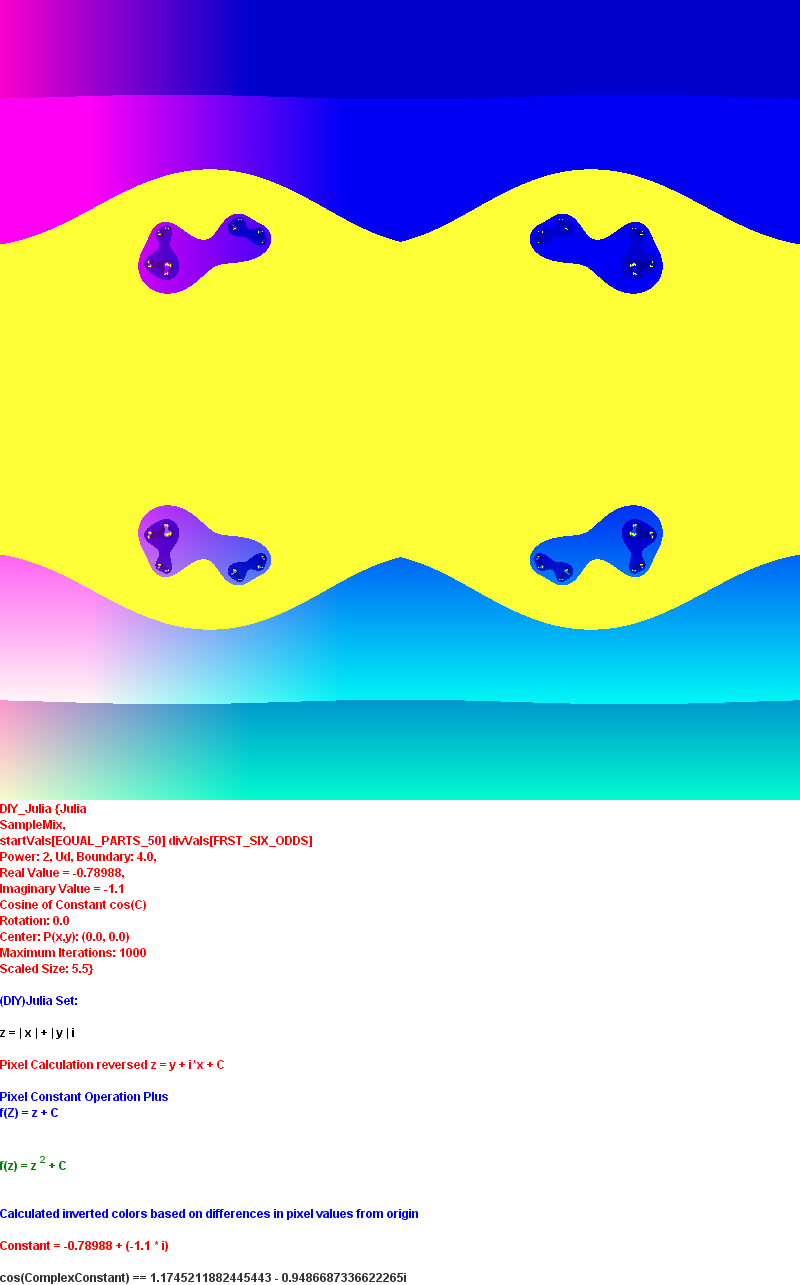 DIY_Julia {Julia
SampleMix,
startVals[EQUAL_PARTS_50] divVals[FRST_SIX_ODDS]
Power: 2, Ud, Boundary: 4.0,
Real Value = -0.78988,
Imaginary Value = -1.1
Cosine of Constant cos(C)
Rotation: 0.0
Center: P(x,y): (0.0, 0.0)
Maximum Iterations: 1000
Scaled Size: 5.5}
(DIY)Julia Set:
z = | x | + | y | i
Pixel Calculation reversed z = y + i*x + C
Pixel Constant Operation Plus
f(Z) = z + C
f(z) = z 2 + C
Calculated inverted colors based on differences in pixel values from origin
Constant = -0.78988 + (-1.1 * i)
cos(ComplexConstant) == 1.1745211882445443 - 0.9486687336622265i